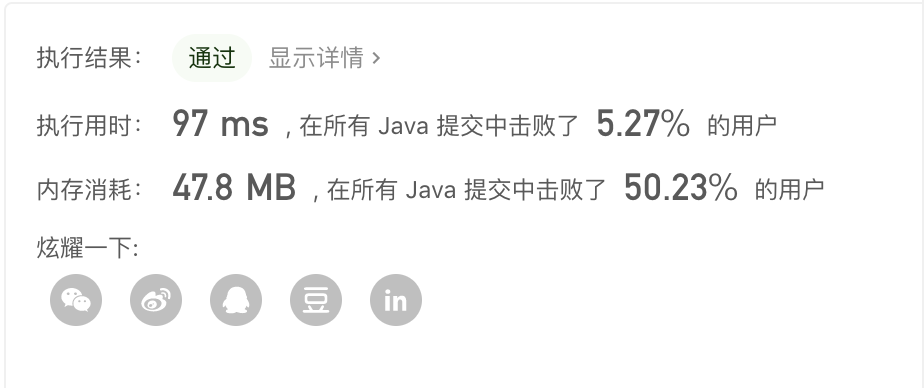 执行结果： 通过 显示详情 >
执行用时： 97 ms , 在所有 Java 提交中击败了 5.27% 的用户
内存消耗： 47.8 MB , 在所有 Java 提交中击败了 50.23% 的用户
炫耀一下:
豆 in